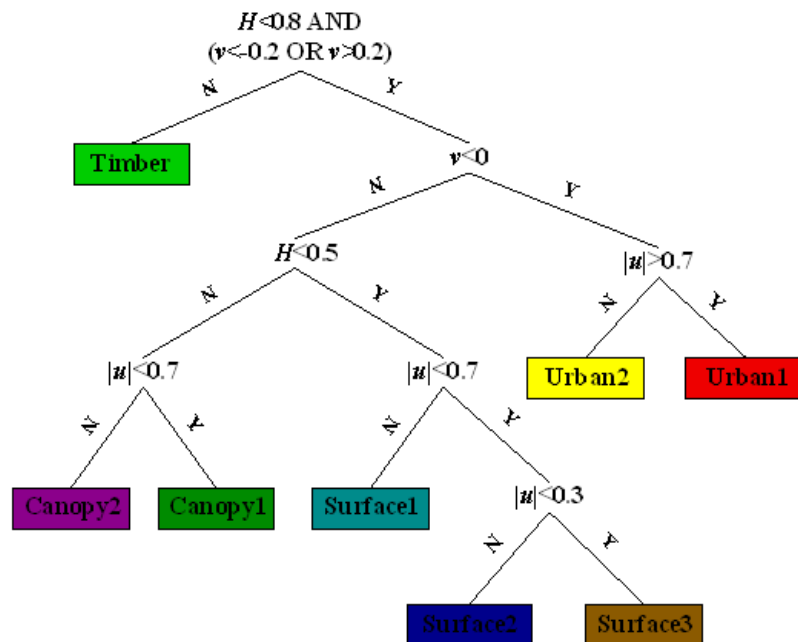 H<0.8 AND
(v<-0.2 OR v>0.2)
N
Y
Timber
v<0
N
Y
H<0.5
|u|>0.7
N
Y
N
Y
|u|<0.7
|u|<0.7
Urban2
Urban1
N
Y
N
Y
Canopy2
Canopy1
Surface1
|u|<0.3
N
Y
Surface2
Surface3